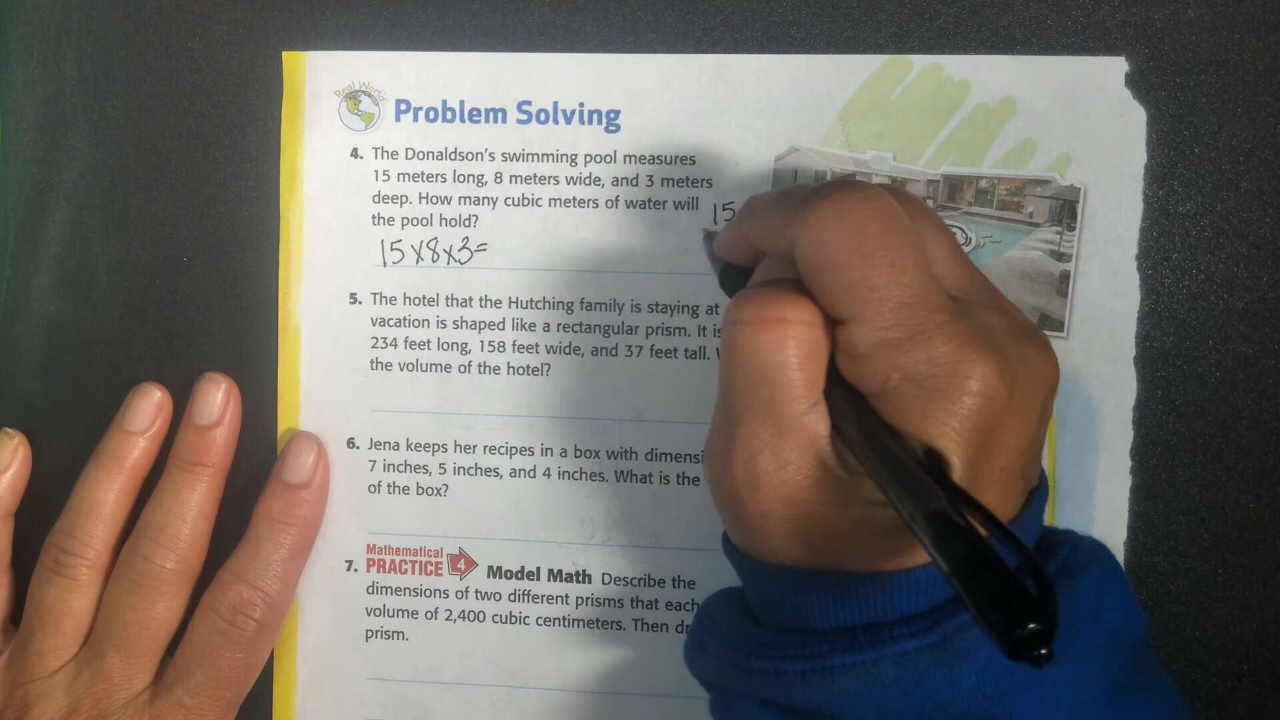 Real World
Problem Solving
4. The Donaldson's swimming pool measures
15 meters long, 8 meters wide, and 3 meters
deep. How many cubic meters of water will
the pool hold?
15
15x8x3=
5. The hotel that the Hutching family is staying at
vacation is shaped like a rectangular prism. It is
234 feet long, 158 feet wide, and 37 feet tall.
the volume of the hotel?
6. Jena keeps her recipes in a box with dimensi
7 inches, 5 inches, and 4 inches. What is the
of the box?
Mathematical
7. PRACTICE 4 Model Math Describe the
dimensions of two different prisms that each
volume of 2,400 cubic centimeters. Then dr
prism.